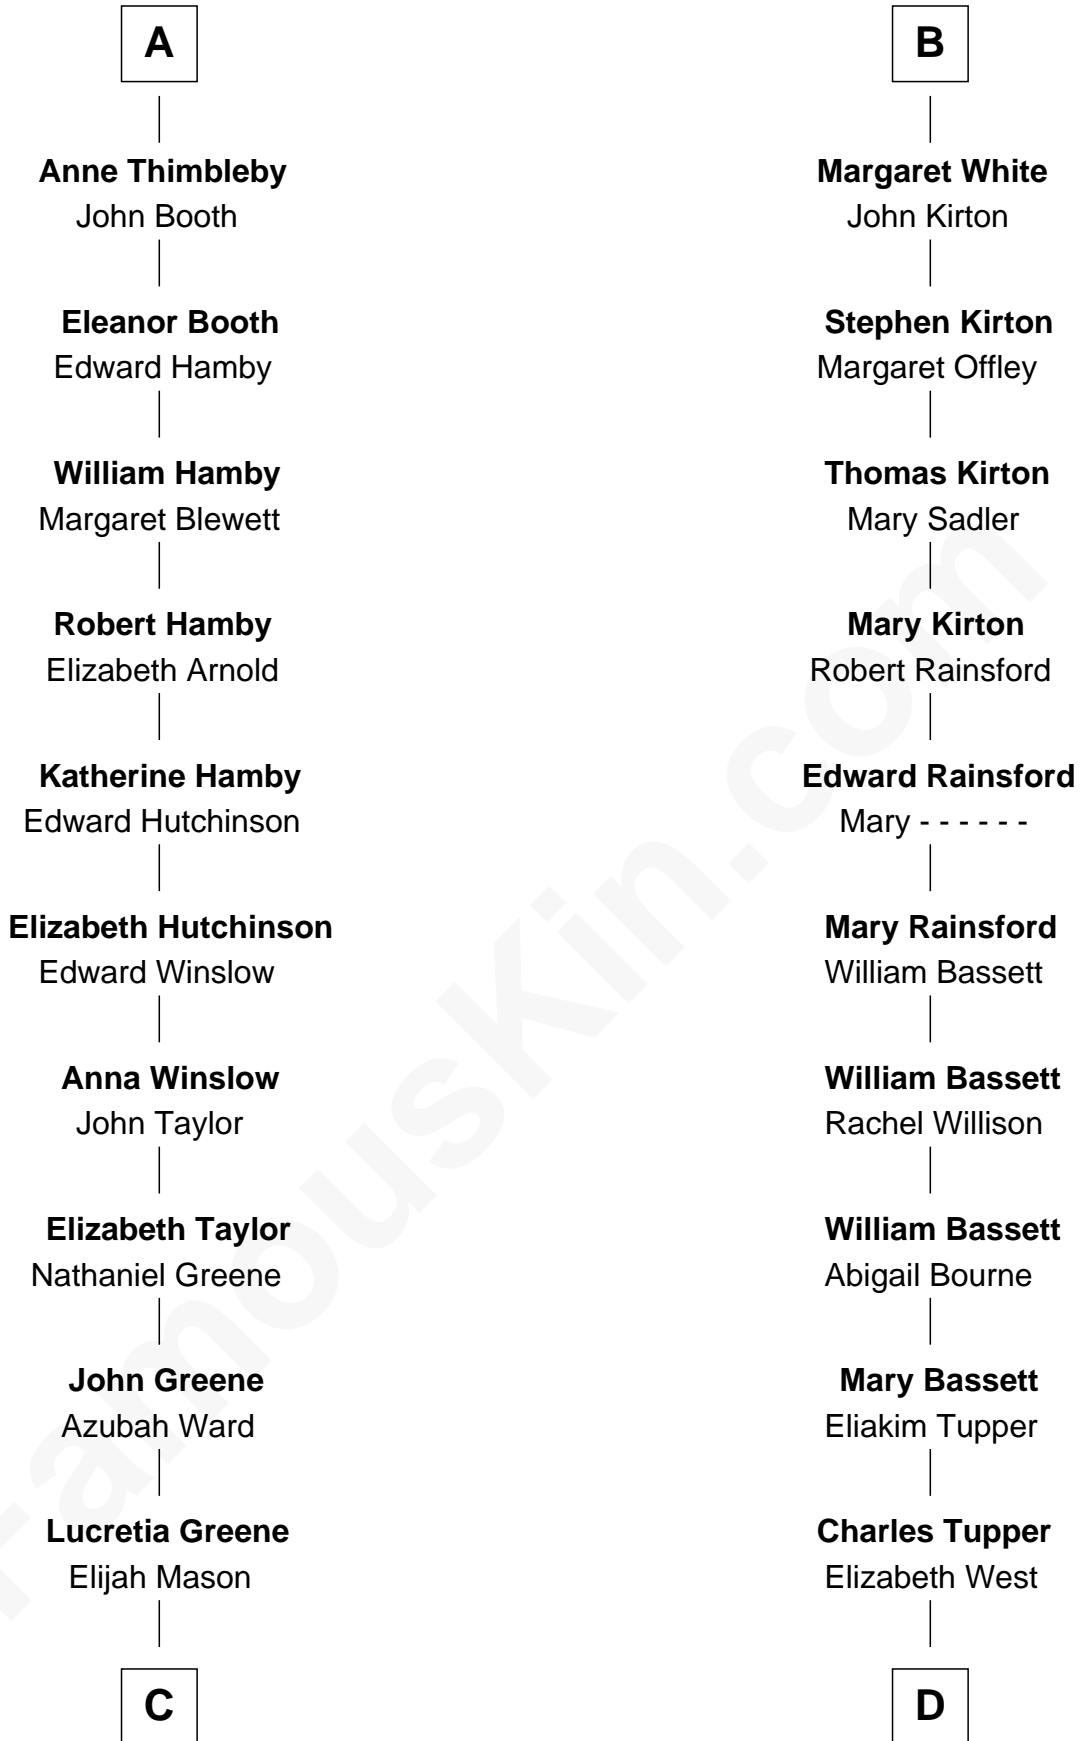 A
Anne Thimbleby
John Booth
Eleanor Booth
Edward Hamby
William Hamby
Margaret Blewett
Robert Hamby
Elizabeth Arnold
Katherine Hamby
Edward Hutchinson
Elizabeth Hutchinson
Edward Winslow
Anna Winslow
John Taylor
Elizabeth Taylor
Nathaniel Greene
John Greene
Azubah Ward
Lucretia Greene
Elijah Mason
C
B
Margaret White
John Kirton
Stephen Kirton
Margaret Offley
Thomas Kirton
Mary Sadler
Mary Kirton
Robert Rainsford
Edward Rainsford
Mary - - - - - -
Mary Rainsford
William Bassett
William Bassett
Rachel Willison
William Bassett
Abigail Bourne
Mary Bassett
Eliakim Tupper
Charles Tupper
Elizabeth West
D
FamousKin.com